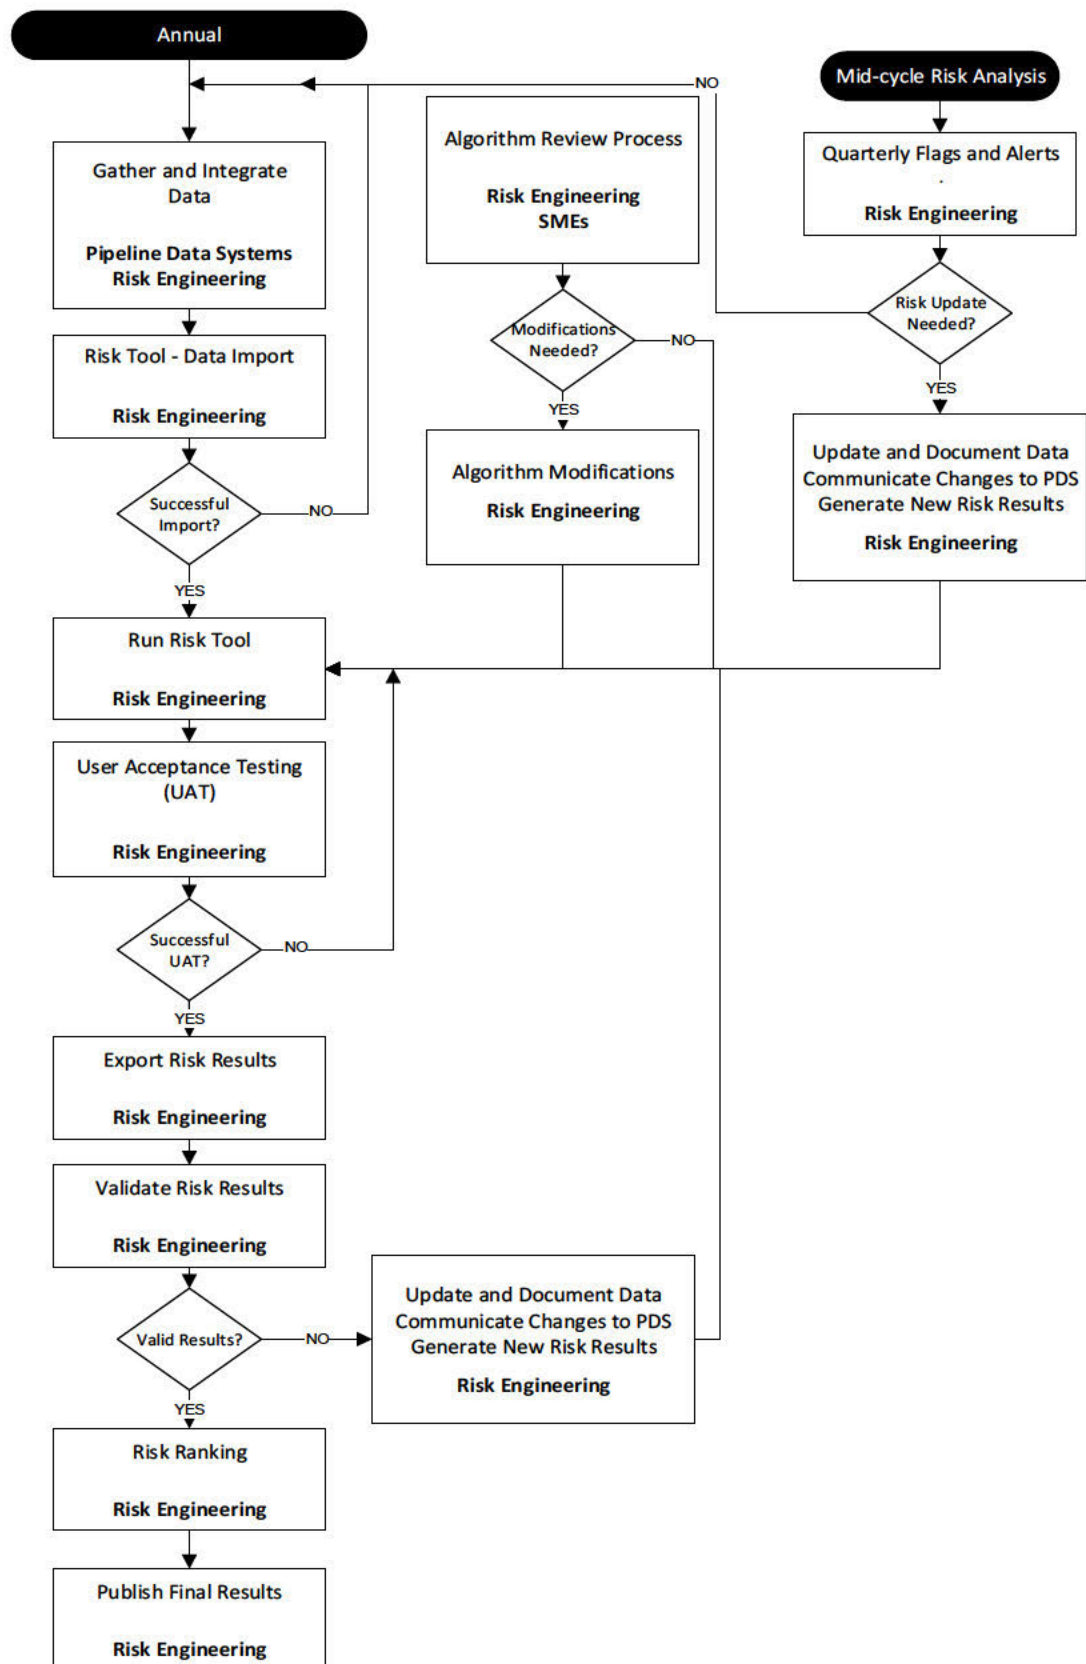 Annual
NO
Mid-cycle Risk Analysis
Gather and Integrate
Data
Pipeline Data Systems
Risk Engineering
Algorithm Review Process
Risk Engineering
SMEs
Quarterly Flags and Alerts
.
Risk Engineering
Risk Update
Needed?
Modifications
Needed?
NO
YES
YES
Risk Tool - Data Import
Risk Engineering
Successful
Import?
NO
YES
Algorithm Modifications
Risk Engineering
Update and Document Data
Communicate Changes to PDS
Generate New Risk Results
Risk Engineering
Run Risk Tool
Risk Engineering
User Acceptance Testing
(UAT)
Risk Engineering
Successful
UAT?
NO
YES
Export Risk Results
Risk Engineering
Validate Risk Results
Risk Engineering
Valid Results?
NO
YES
Update and Document Data
Communicate Changes to PDS
Generate New Risk Results
Risk Engineering
Risk Ranking
Risk Engineering
Publish Final Results
Risk Engineering